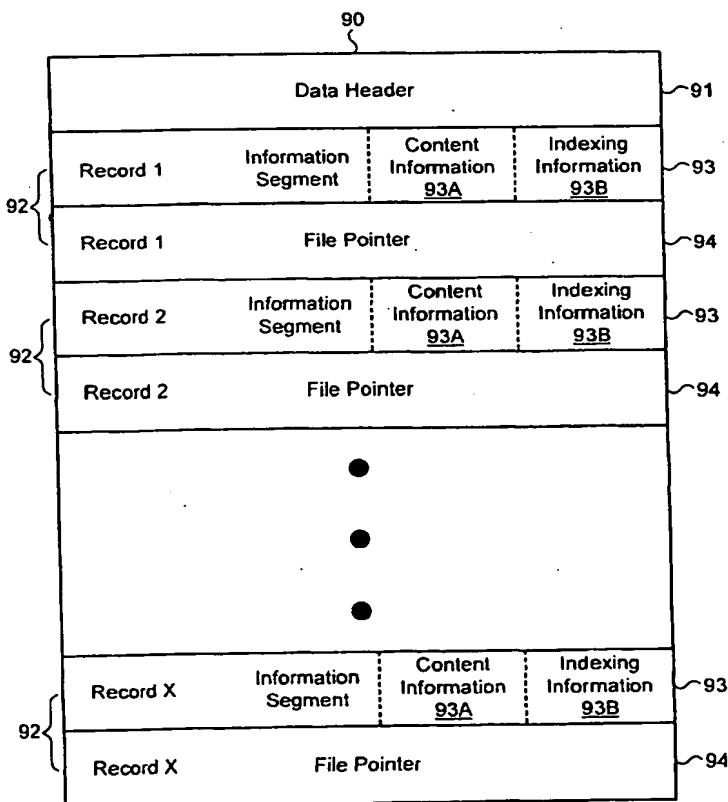 90
Data Header 91
Record 1 Information Segment Content Information 93A Indexing Information 93B 93
92
Record 1 File Pointer 94
Record 2 Information Segment Content Information 93A Indexing Information 93B 93
92
Record 2 File Pointer 94
Record X Information Segment Content Information 93A Indexing Information 93B 93
92
Record X File Pointer 94